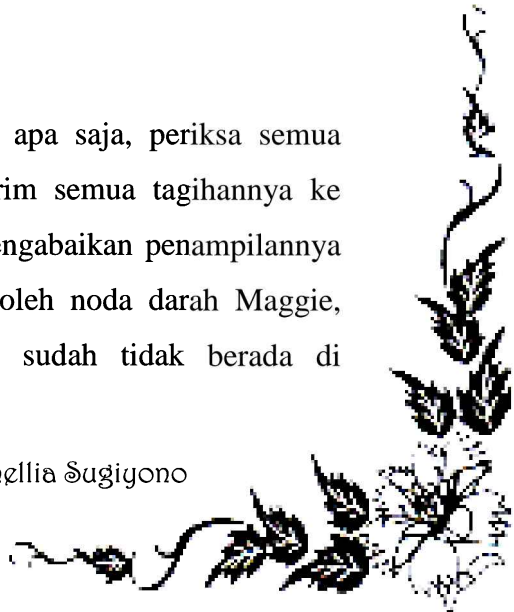 apa saja, periksa semua
rim semua tagihannya ke
engabaikan penampilannya
oleh noda darah Maggie,
sudah tidak berada di
ellia Sugiyono